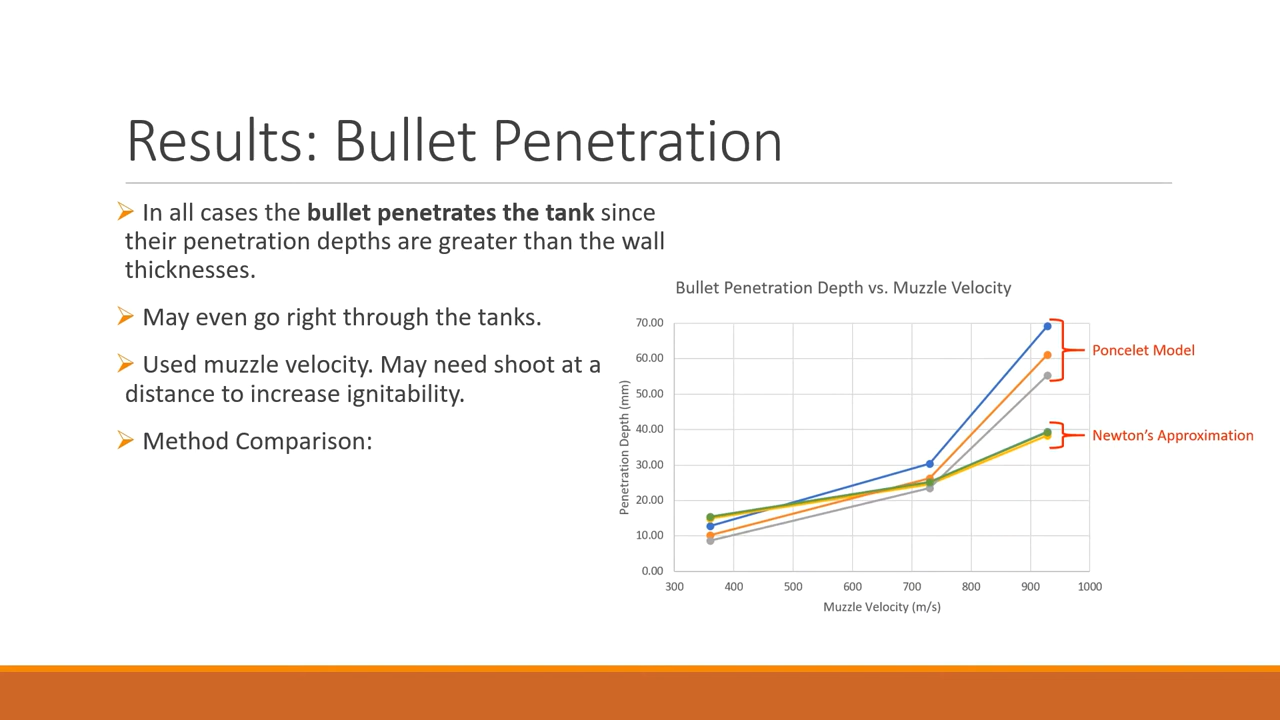 Results: Bullet Penetration
➢ In all cases the bullet penetrates the tank since
their penetration depths are greater than the wall
thicknesses.
➢ May even go right through the tanks.
➢ Used muzzle velocity. May need shoot at a
distance to increase ignitability.
➢ Method Comparison:
Bullet Penetration Depth vs. Muzzle Velocity
Penetration Depth (mm)
70.00
60.00
50.00
40.00
30.00
20.00
10.00
0.00
300 400 500 600 700 800 900 1000
Muzzle Velocity (m/s)
Poncelet Model
Newton's Approximation